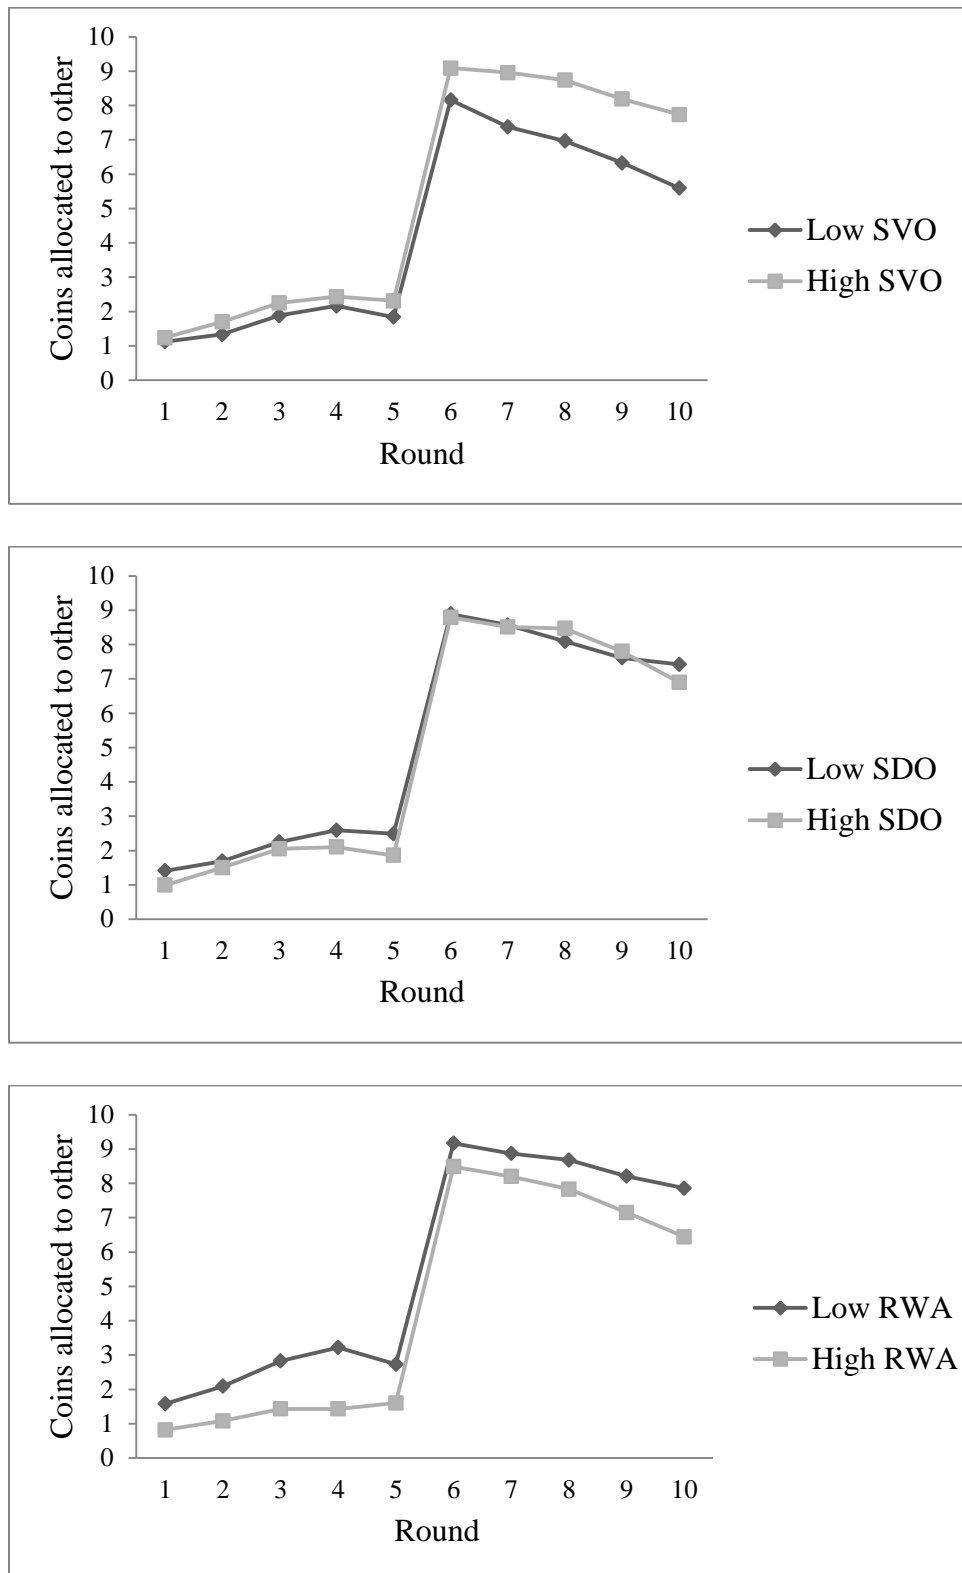 Coins allocated to other
10
9
8
7
6
5
4
3
2
1
0
1 2 3 4 5 6 7 8 9 10
Round
Low SVO
High SVO
Coins allocated to other
10
9
8
7
6
5
4
3
2
1
0
1 2 3 4 5 6 7 8 9 10
Round
Low SDO
High SDO
Coins allocated to other
10
9
8
7
6
5
4
3
2
1
0
1 2 3 4 5 6 7 8 9 10
Round
Low RWA
High RWA